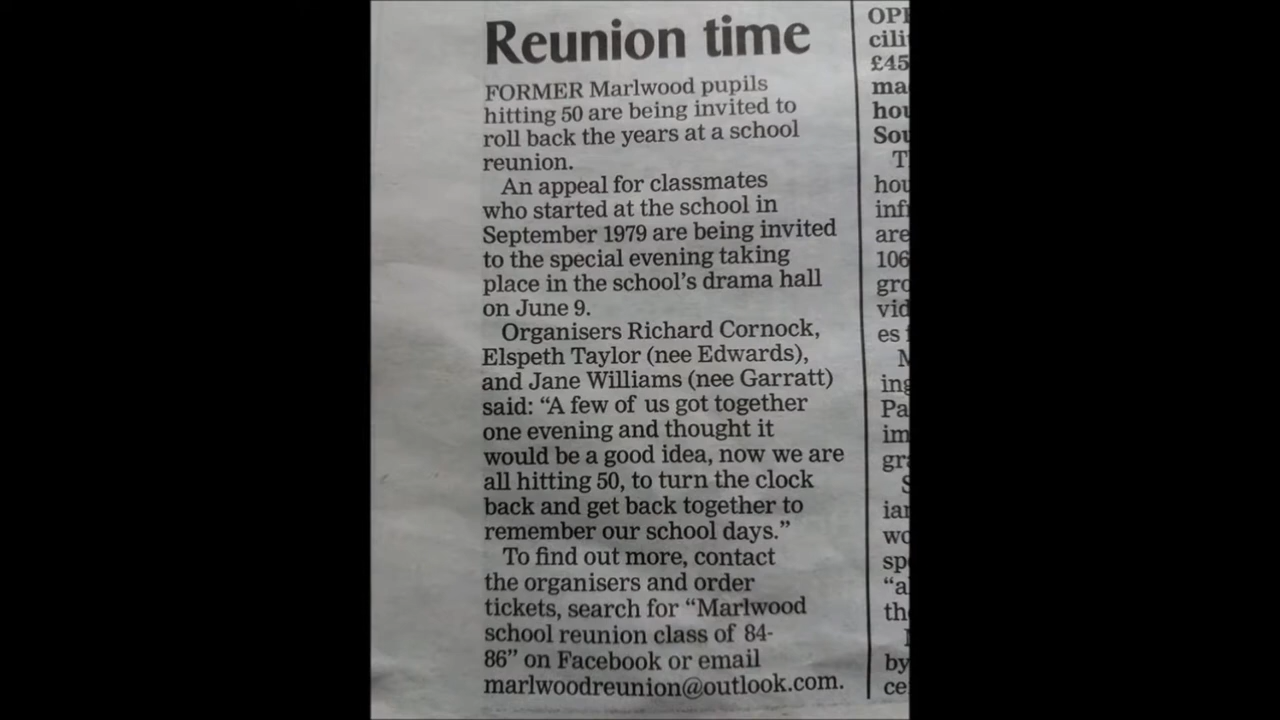 Reunion time
FORMER Marlwood pupils
hitting 50 are being invited to
roll back the years at a school
reunion.
An appeal for classmates
who started at the school in
September 1979 are being invited
to the special evening taking
place in the school's drama hall
on June 9.
Organisers Richard Cornock,
Elspeth Taylor (nee Edwards),
and Jane Williams (nee Garratt)
said: “A few of us got together
one evening and thought it
would be a good idea, now we are
all hitting 50, to turn the clock
back and get back together to
remember our school days.”
To find out more, contact
the organisers and order
tickets, search for “Marlwood
school reunion class of 84-
86” on Facebook or email
marlwoodreunion@outlook.com.
£45
are
106
es